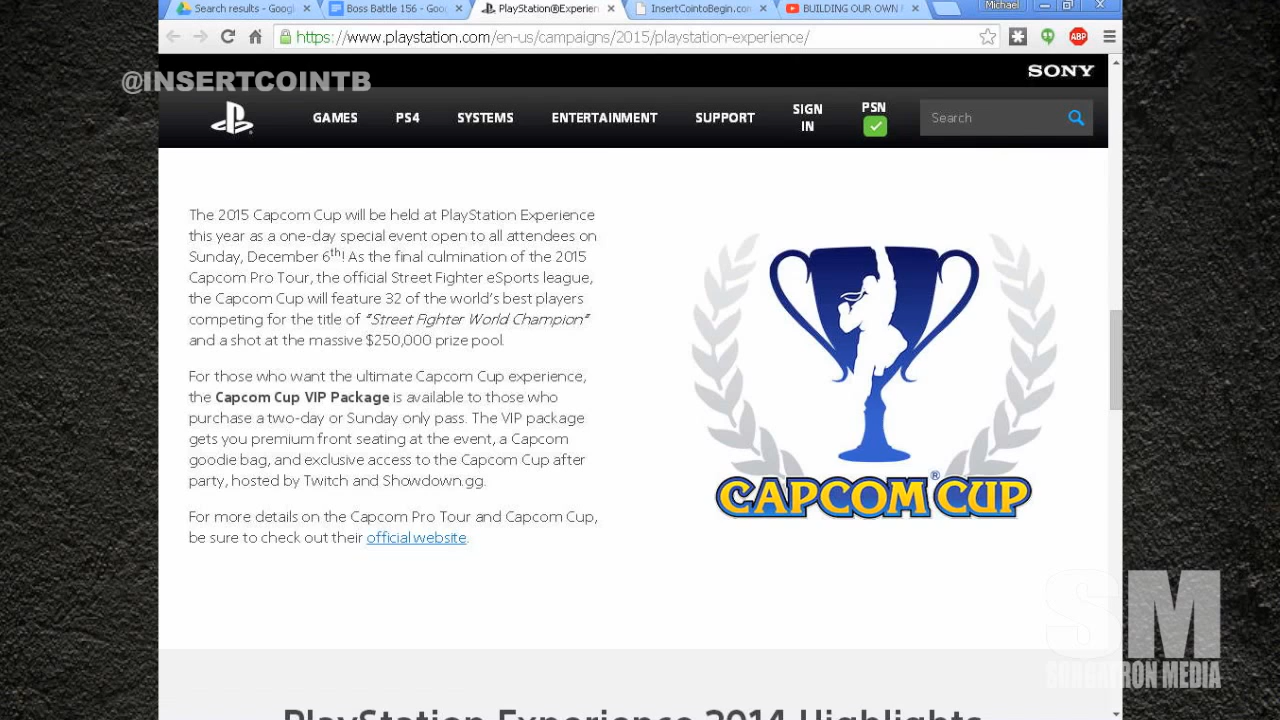 Search results - Googl
Boss Battle 156 - Goo
PlayStation®Experien
InsertCointoBegin.con
BUILDING OUR OWN
Michael
https://www.playstation.com/en-us/campaigns/2015/playstation-experience/
ABP
@INSERTCOINTB
SONY
GAMES
PS4
SYSTEMS
ENTERTAINMENT
SUPPORT
SIGN
IN
PSN
Search
The 2015 Capcom Cup will be held at PlayStation Experience
this year as a one-day special event open to all attendees on
Sunday, December 6th! As the final culmination of the 2015
Capcom Pro Tour, the official Street Fighter eSports league,
the Capcom Cup will feature 32 of the world's best players
competing for the title of "Street Fighter World Champion"
and a shot at the massive $250,000 prize pool.
For those who want the ultimate Capcom Cup experience,
the Capcom Cup VIP Package is available to those who
purchase a two-day or Sunday only pass. The VIP package
gets you premium front seating at the event, a Capcom
goodie bag, and exclusive access to the Capcom Cup after
party, hosted by Twitch and Showdown.gg.
For more details on the Capcom Pro Tour and Capcom Cup,
be sure to check out their official website.
CAPCOM CUP®
SM
SORGATRON MEDIA
PlayStation Experience 2014 Highlights